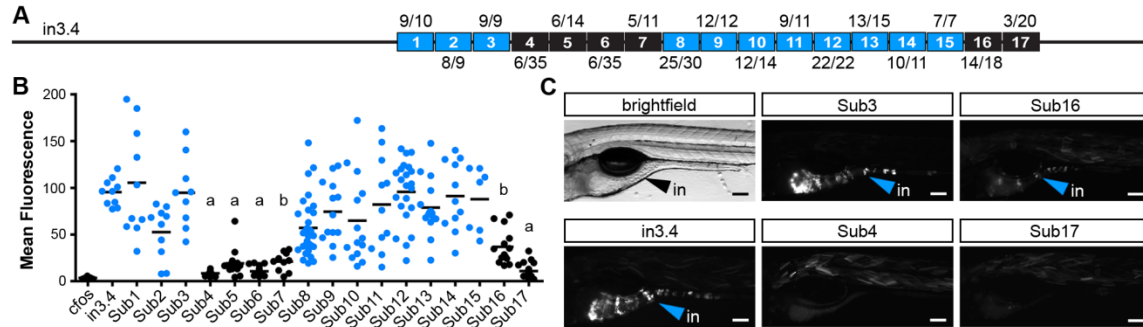 A
9/10 9/9 6/14 5/11 12/12 9/11 13/15 7/7 3/20
in3.4
1 2 3 4 5 6 7 8 9 10 11 12 13 14 15 16 17
8/9 6/35 6/35 25/30 12/14 22/22 10/11 14/18
B
Mean Fluorescence
200
150
100
50
0
a a a b b a
cfos in3.4 Sub1 Sub2 Sub3 Sub4 Sub5 Sub6 Sub7 Sub8 Sub9 Sub10 Sub11 Sub12 Sub13 Sub14 Sub15 Sub16 Sub17
C
brightfield Sub3 Sub16
in in in
in3.4 Sub4 Sub17
in